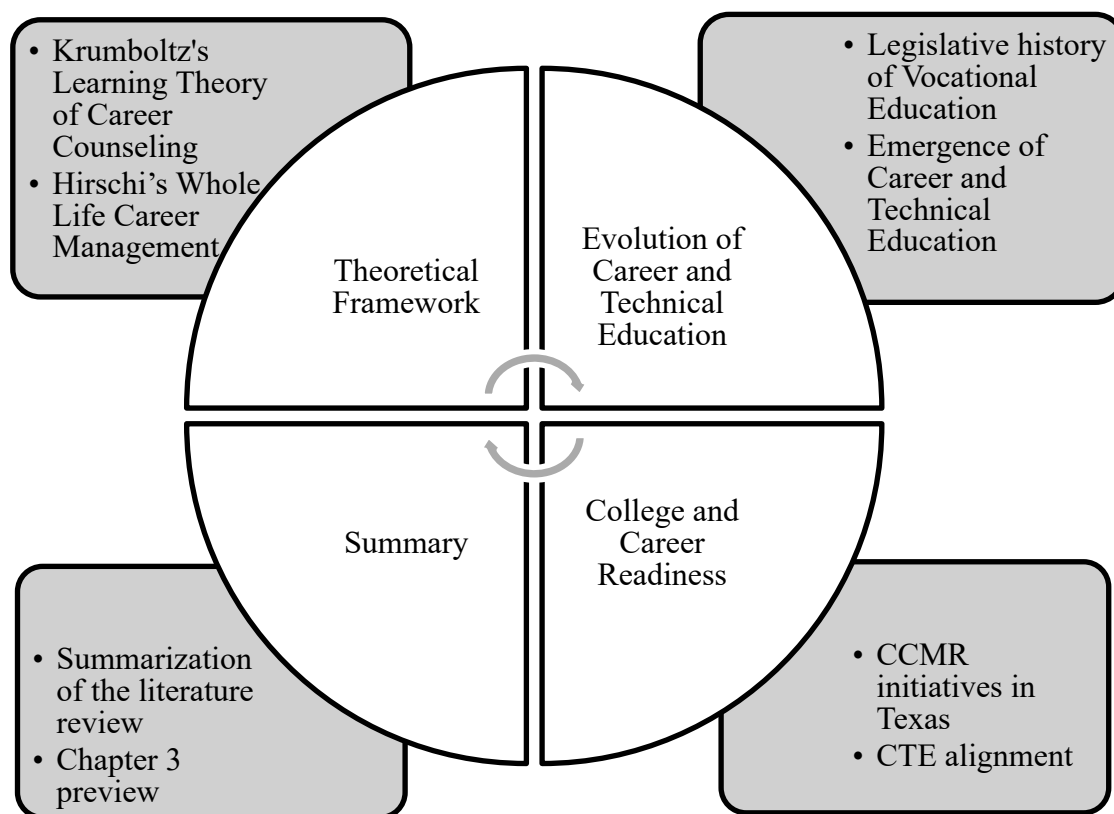 • Krumboltz's
Learning Theory
of Career
Counseling
• Hirschi’s Whole
Life Career
Management
• Legislative history
of Vocational
Education
• Emergence of
Career and
Technical
Education
Theoretical
Framework
Evolution of
Career and
Technical
Education
Summary
College and
Career
Readiness
• Summarization
of the literature
review
• Chapter 3
preview
• CCMR
initiatives in
Texas
• CTE alignment